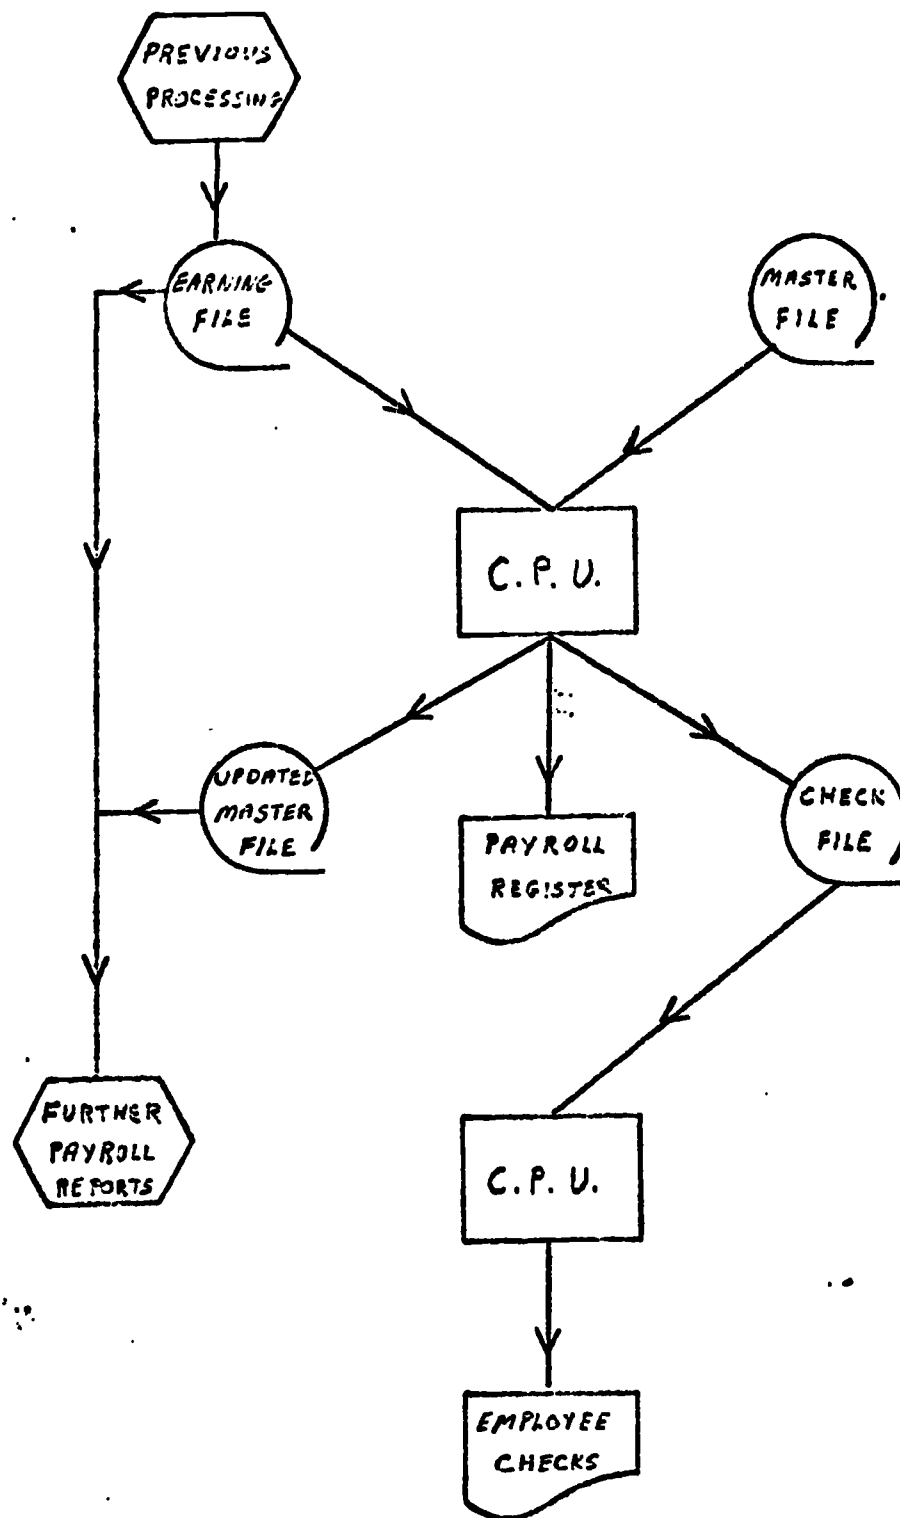 PREVIOUS
PROCESSING
EARNING
FILE
MASTER
FILE
C.P.U.
UPDATED
MASTER
FILE
PAYROLL
REGISTER
CHECK
FILE
FURTHER
PAYROLL
REPORTS
C.P.U.
EMPLOYEE
CHECKS